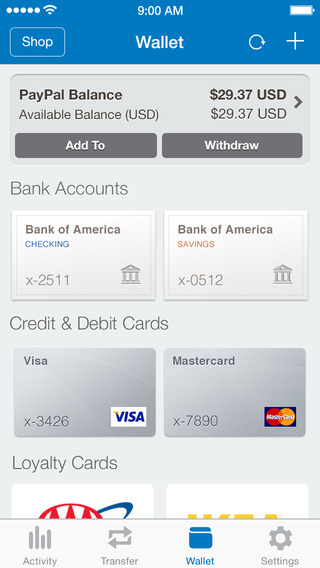 9:00 AM
Shop
Wallet
PayPal Balance $29.37 USD
Available Balance (USD) $29.37 USD
Add To Withdraw
Bank Accounts
Bank of America Bank of America
CHECKING SAVINGS
x-2511 x-0512
Credit & Debit Cards
Visa Mastercard
x-3426 VISA x-7890 MasterCard
Loyalty Cards
Activity Transfer Wallet Settings